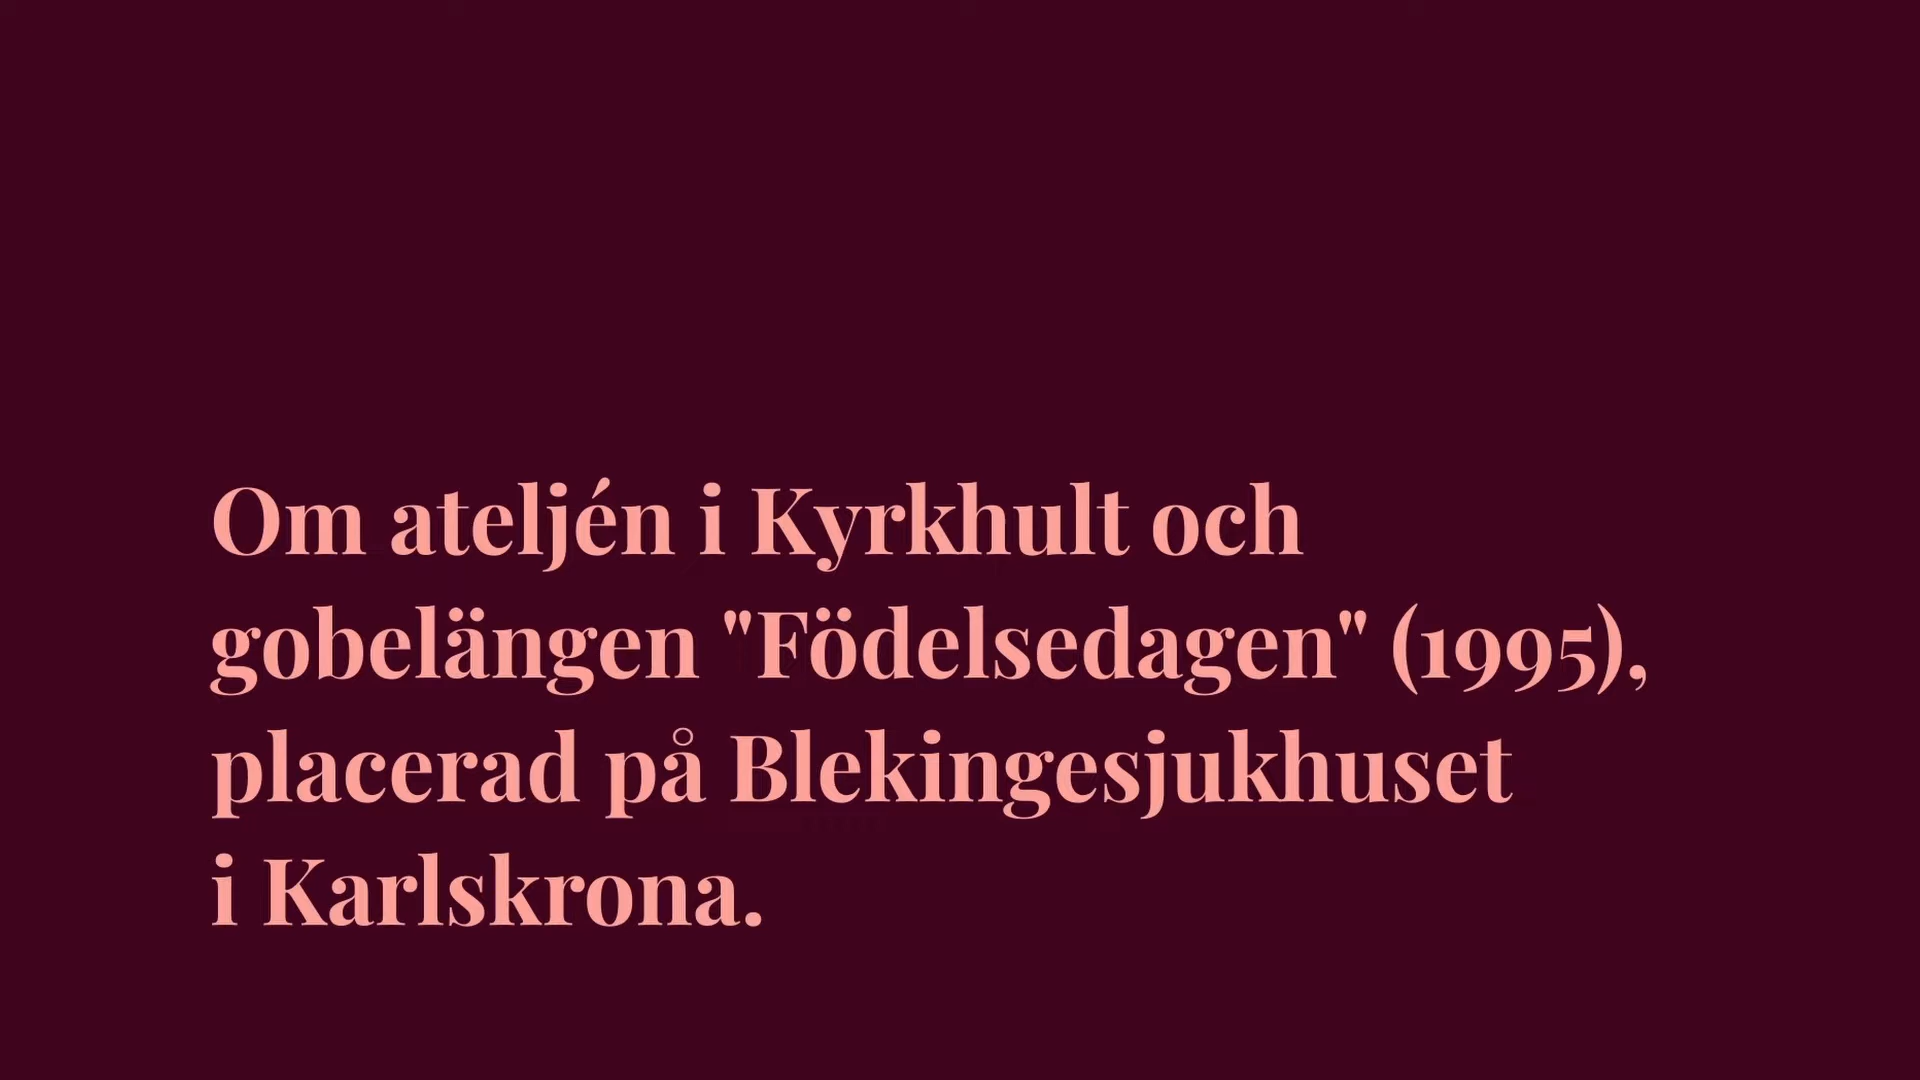 Om ateljén i Kyrkhult och
gobelängen "Födelsedagen" (1995),
placerad på Blekingesjukhuset
i Karlskrona.